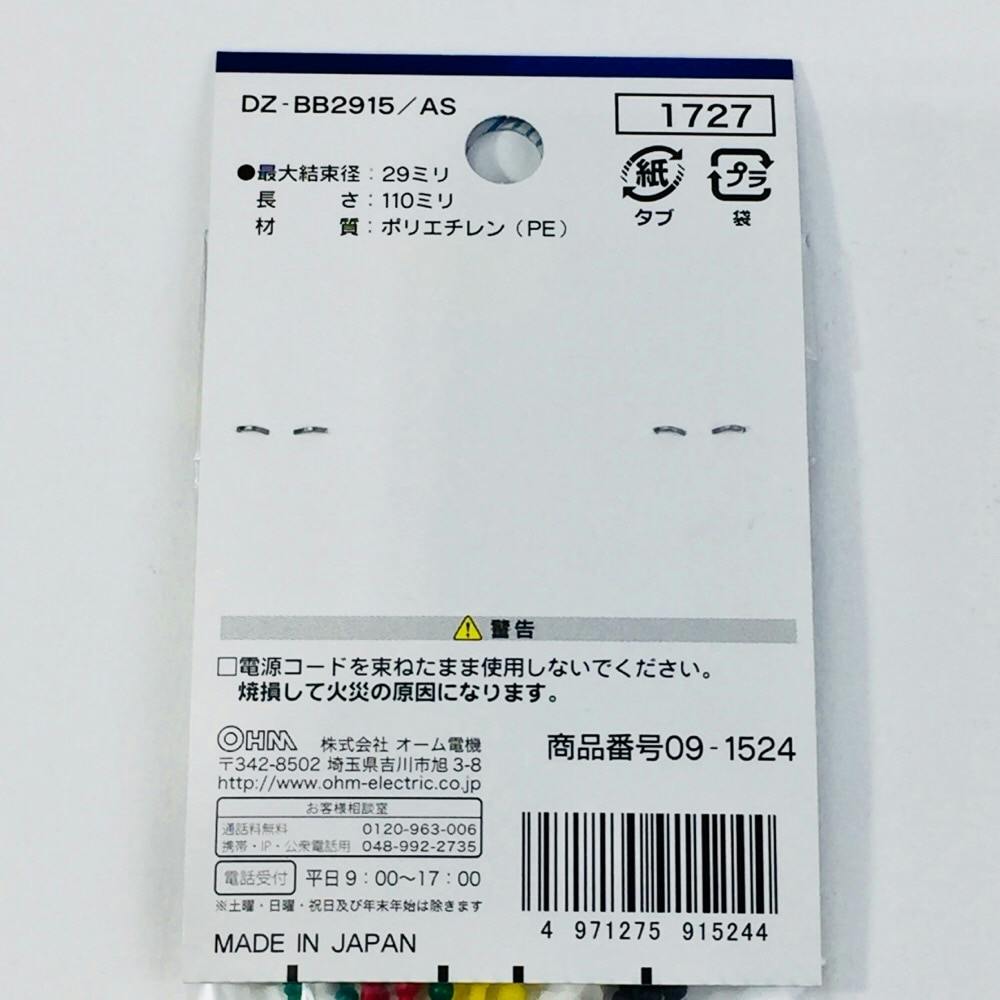 DZ-BB2915/AS
1727
●最大結束径：29ミリ
長さ：110ミリ
材質：ポリエチレン（PE）
紙
タブ
プラ
袋
警告
□電源コードを束ねたまま使用しないでください。
焼損して火災の原因になります。
OHM 株式会社 オーム電機
〒342-8502 埼玉県吉川市旭 3-8
http://www.ohm-electric.co.jp
商品番号09-1524
お客様相談室
通話料無料 0120-963-006
携帯・IP・公衆電話用 048-992-2735
電話受付 平日9：00〜17：00
※土曜・日曜・祝日及び年末年始は除きます
MADE IN JAPAN
4 971275 915244